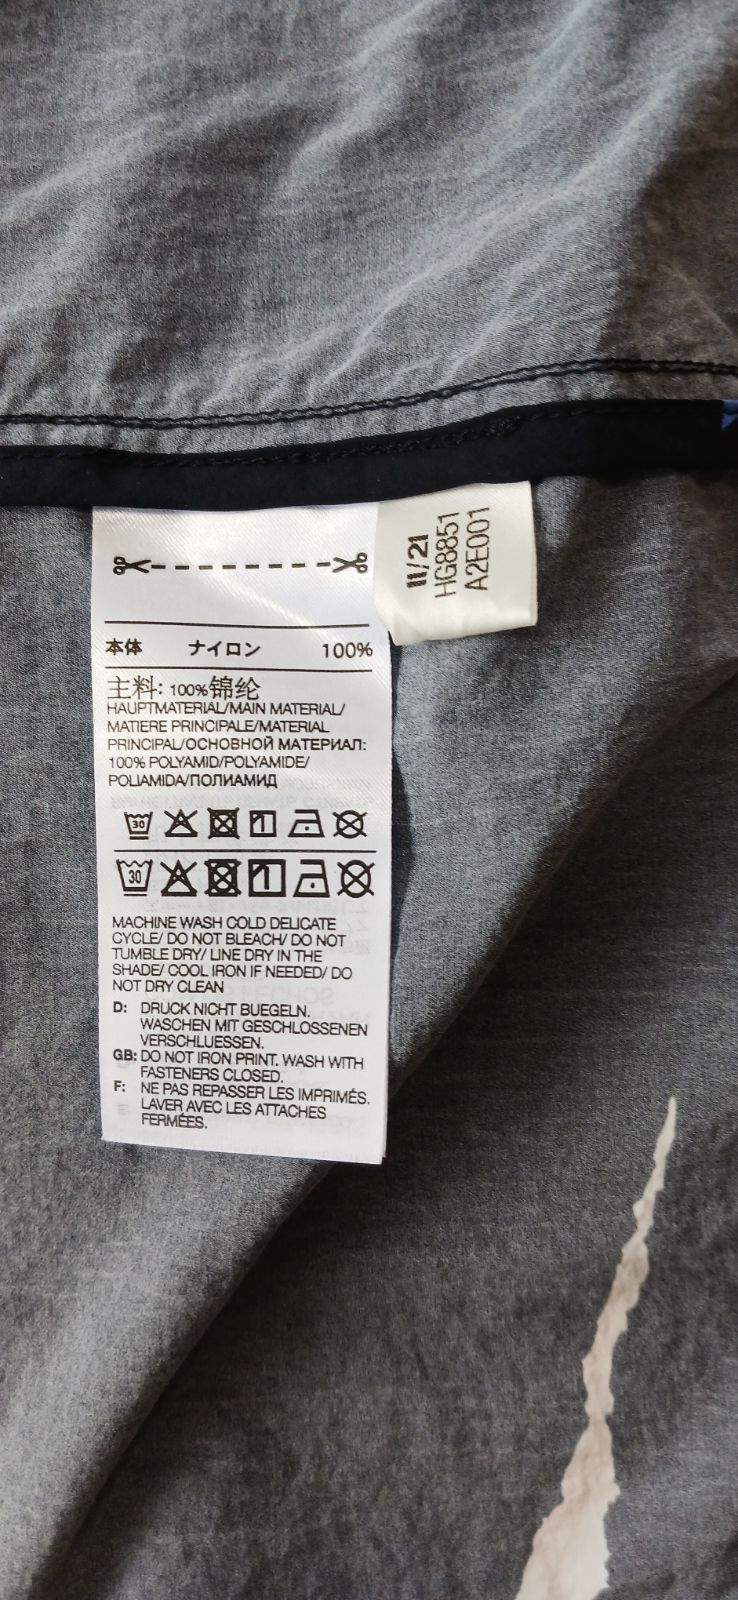 11/21
HG8851
A2E001
本体 ナイロン 100%
主料: 100%锦纶
HAUPTMATERIAL/MAIN MATERIAL/
MATIERE PRINCIPALE/MATERIAL
PRINCIPAL/ОСНОВНОЙ МАТЕРИАЛ:
100% POLYAMID/POLYAMIDE/
POLIAMIDA/ПОЛИАМИД
30
30
MACHINE WASH COLD DELICATE
CYCLE/ DO NOT BLEACH/ DO NOT
TUMBLE DRY/ LINE DRY IN THE
SHADE/ COOL IRON IF NEEDED/ DO
NOT DRY CLEAN
D: DRUCK NICHT BUEGELN.
WASCHEN MIT GESCHLOSSENEN
VERSCHLUESSEN.
GB: DO NOT IRON PRINT. WASH WITH
FASTENERS CLOSED.
F: NE PAS REPASSER LES IMPRIMÉS.
LAVER AVEC LES ATTACHES
FERMÉES.